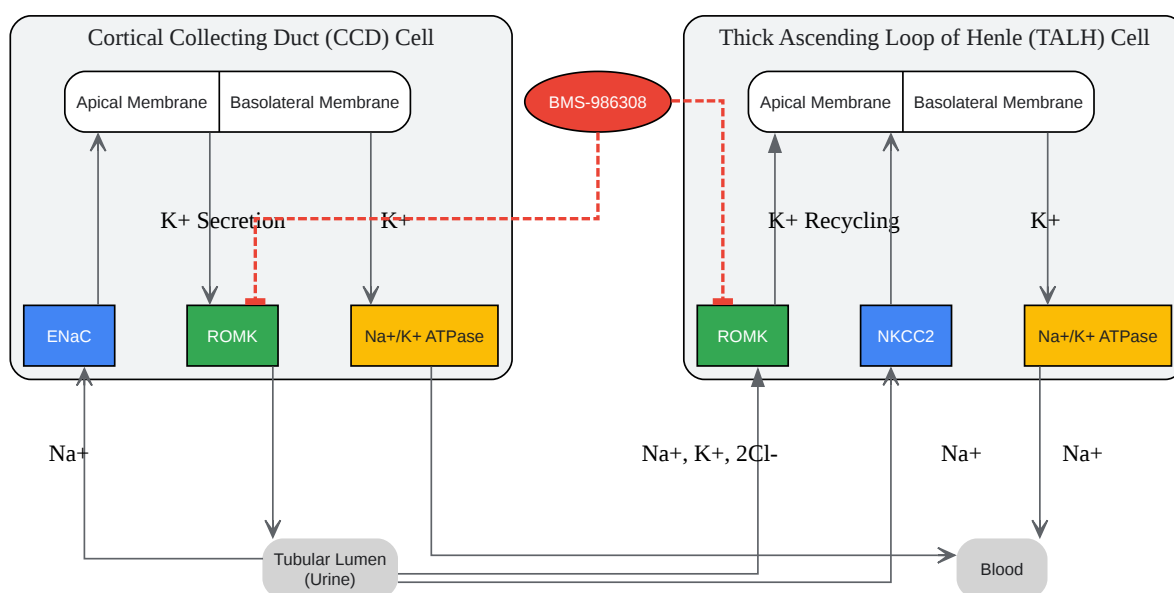 Cortical Collecting Duct (CCD) Cell
Thick Ascending Loop of Henle (TALH) Cell
Apical Membrane
Basolateral Membrane
BMS-986308
Apical Membrane
Basolateral Membrane
K+ Secretion
K+
K+ Recycling
K+
ENaC
ROMK
Na+/K+ ATPase
ROMK
NKCC2
Na+/K+ ATPase
Na+
Na+, K+, 2Cl-
Na+
Na+
Tubular Lumen
(Urine)
Blood